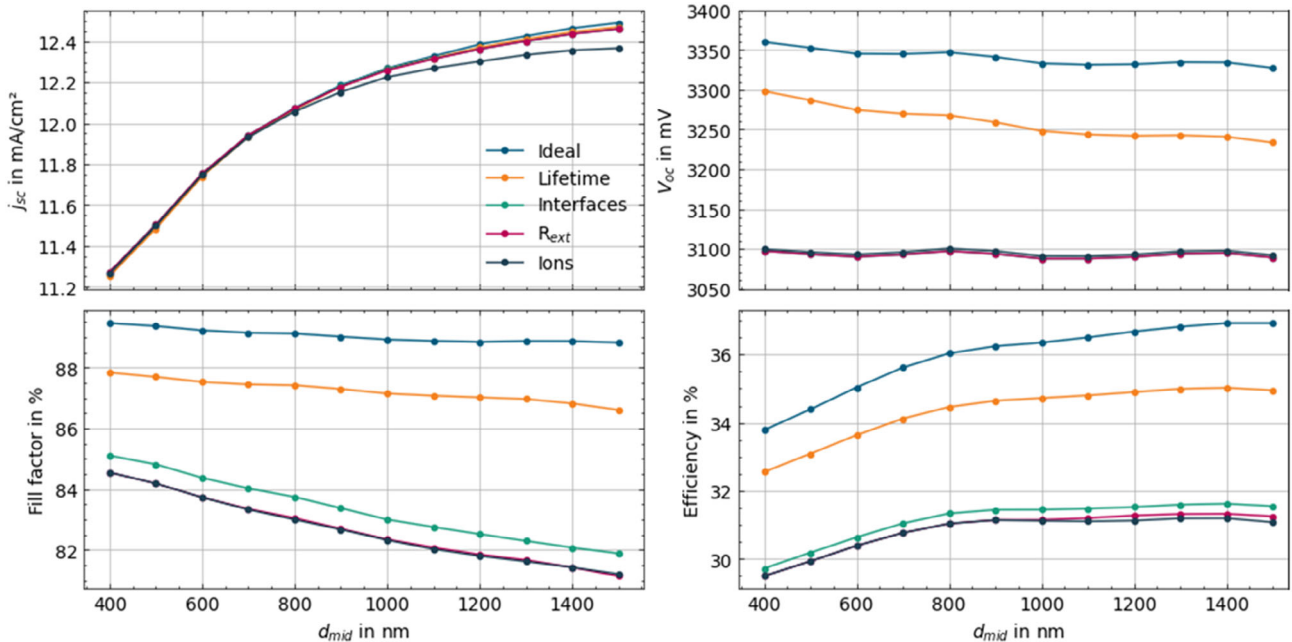 12.4
12.2
12.0
11.8
11.6
11.4
11.2
j_sc in mA/cm²
Ideal
Lifetime
Interfaces
R_ext
Ions
3400
3350
3300
3250
3200
3150
3100
3050
V_oc in mV
88
86
84
82
Fill factor in %
400 600 800 1000 1200 1400
d_mid in nm
36
34
32
30
Efficiency in %
400 600 800 1000 1200 1400
d_mid in nm